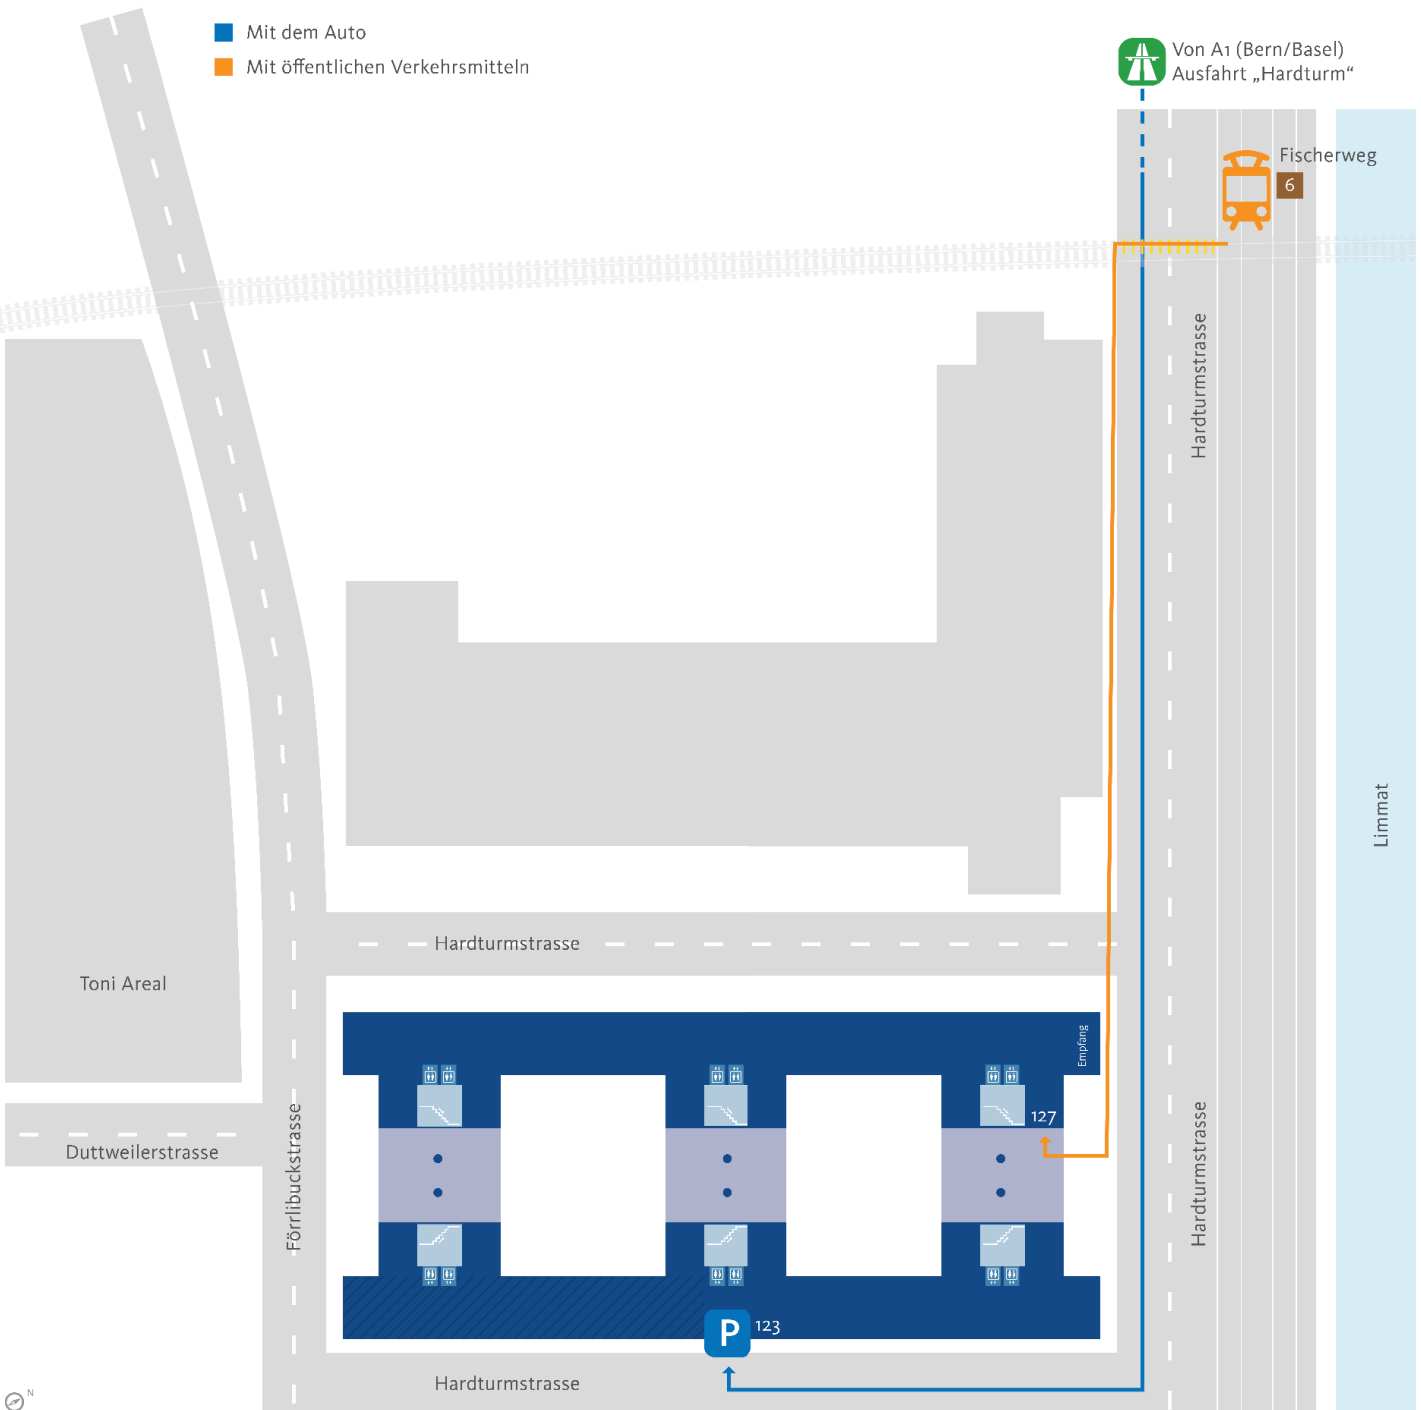 Mit dem Auto
Mit öffentlichen Verkehrsmitteln
Von A1 (Bern/Basel)
Ausfahrt „Hardturm“
Fischerweg
6
Hardturmstrasse
Limmat
Hardturmstrasse
Toni Areal
Empfang
127
Duttweilerstrasse
Förrlibuckstrasse
Hardturmstrasse
P 123
Hardturmstrasse
N